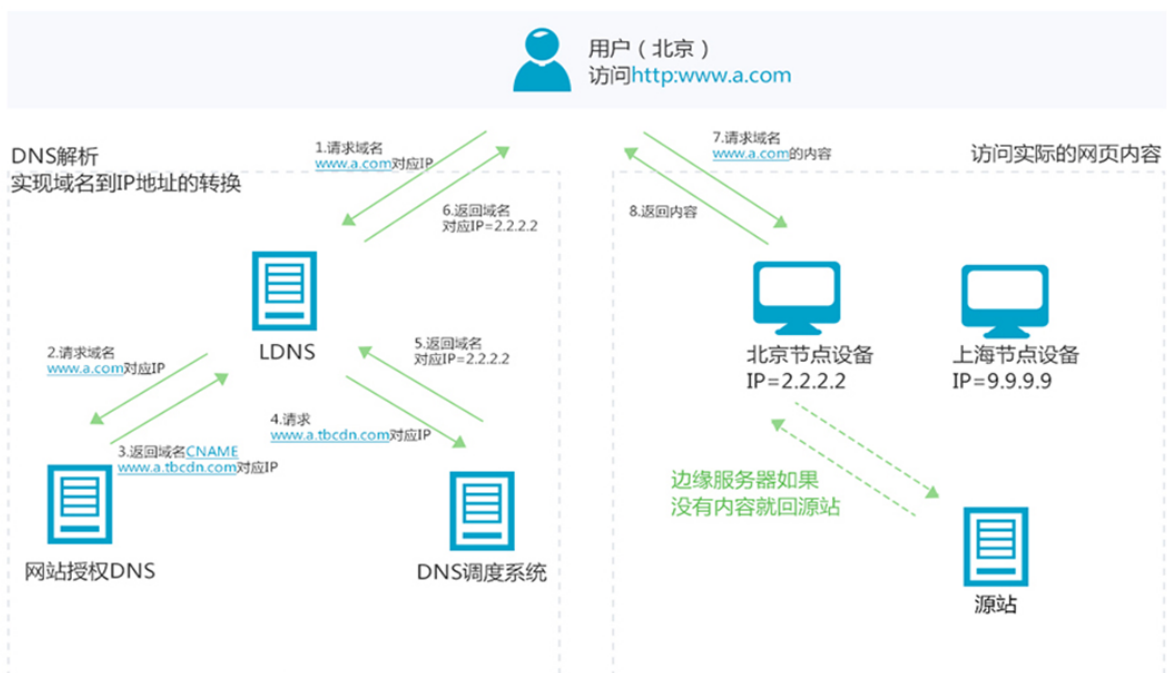 用户（北京）
访问http:www.a.com
DNS解析
实现域名到IP地址的转换
1.请求域名
www.a.com对应IP
6.返回域名
对应IP=2.2.2.2
LDNS
2.请求域名
www.a.com对应IP
3.返回域名CNAME
www.a.tbcdn.com对应IP
5.返回域名
对应IP=2.2.2.2
4.请求
www.a.tbcdn.com对应IP
网站授权DNS
DNS调度系统
7.请求域名
www.a.com的内容
访问实际的网页内容
8.返回内容
北京节点设备
IP=2.2.2.2
上海节点设备
IP=9.9.9.9
边缘服务器如果
没有内容就回源站
源站